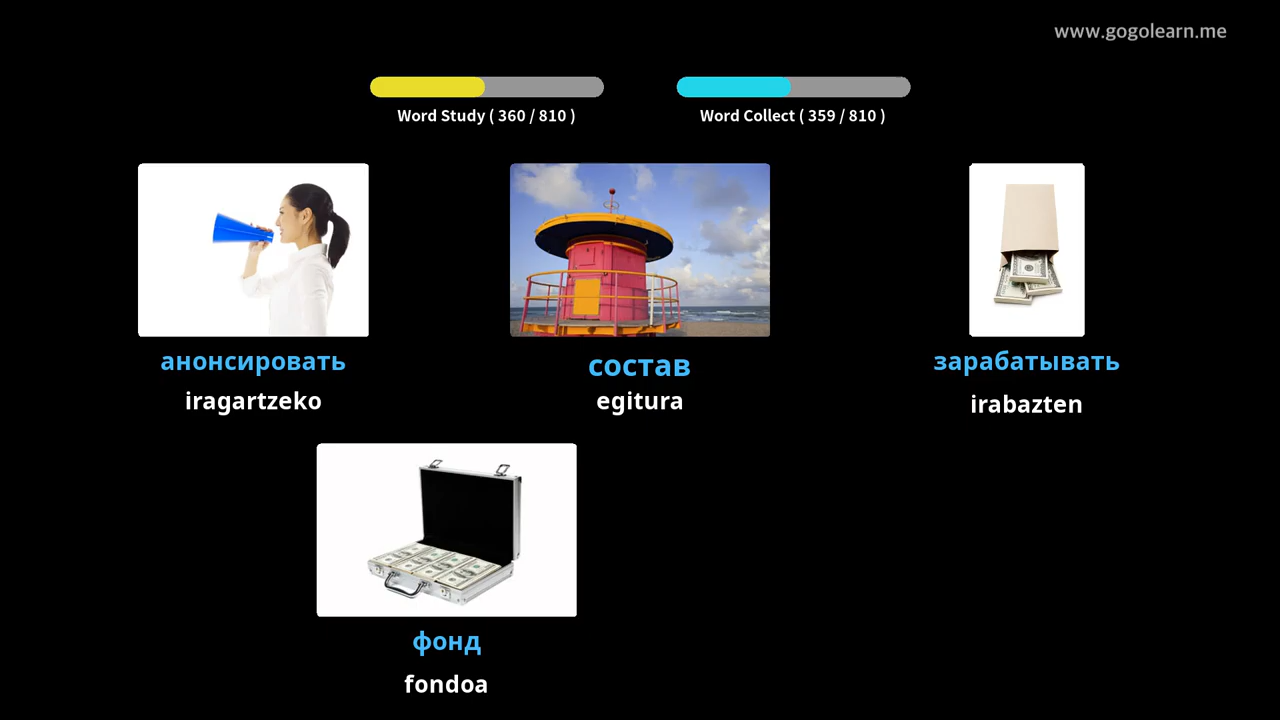 www.gogolearn.me
Word Study ( 360 / 810 )
Word Collect ( 359 / 810 )
анонсировать
iragartzeko
состав
egitura
зарабатывать
irabazten
фонд
fondoa